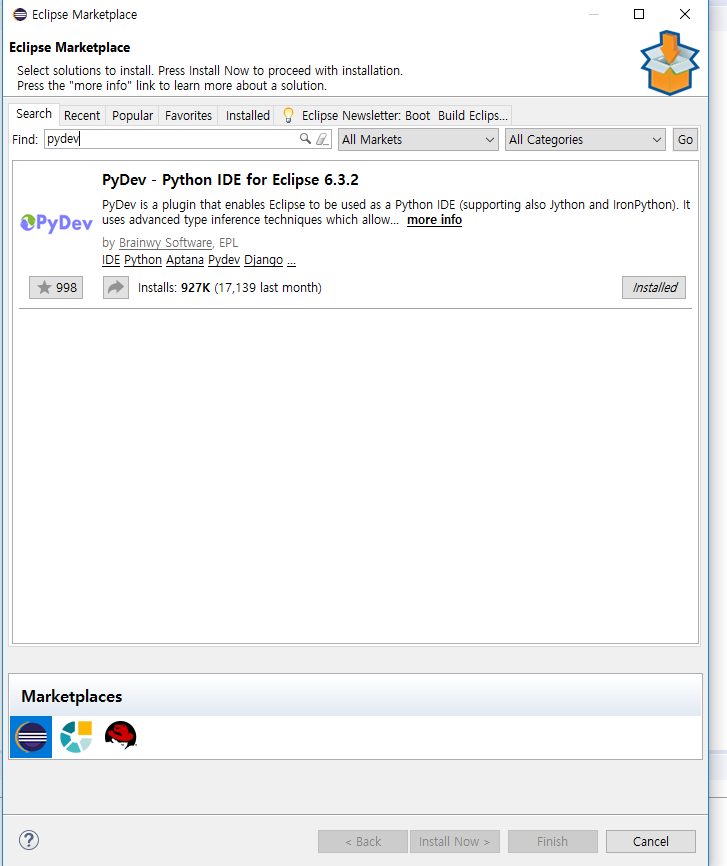 Eclipse Marketplace
Eclipse Marketplace
Select solutions to install. Press Install Now to proceed with installation.
Press the "more info" link to learn more about a solution.
Search Recent Popular Favorites Installed Eclipse Newsletter: Boot Build Eclips...
Find: pydev All Markets All Categories Go
PyDev - Python IDE for Eclipse 6.3.2
PyDev is a plugin that enables Eclipse to be used as a Python IDE (supporting also Jython and IronPython). It
uses advanced type inference techniques which allow... more info
PyDev
by Brainwy Software, EPL
IDE Python Aptana Pydev Django ...
998 Installs: 927K (17,139 last month) Installed
Marketplaces
? < Back Install Now > Finish Cancel